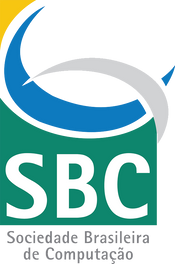 SBC
Sociedade Brasileira
de Computação